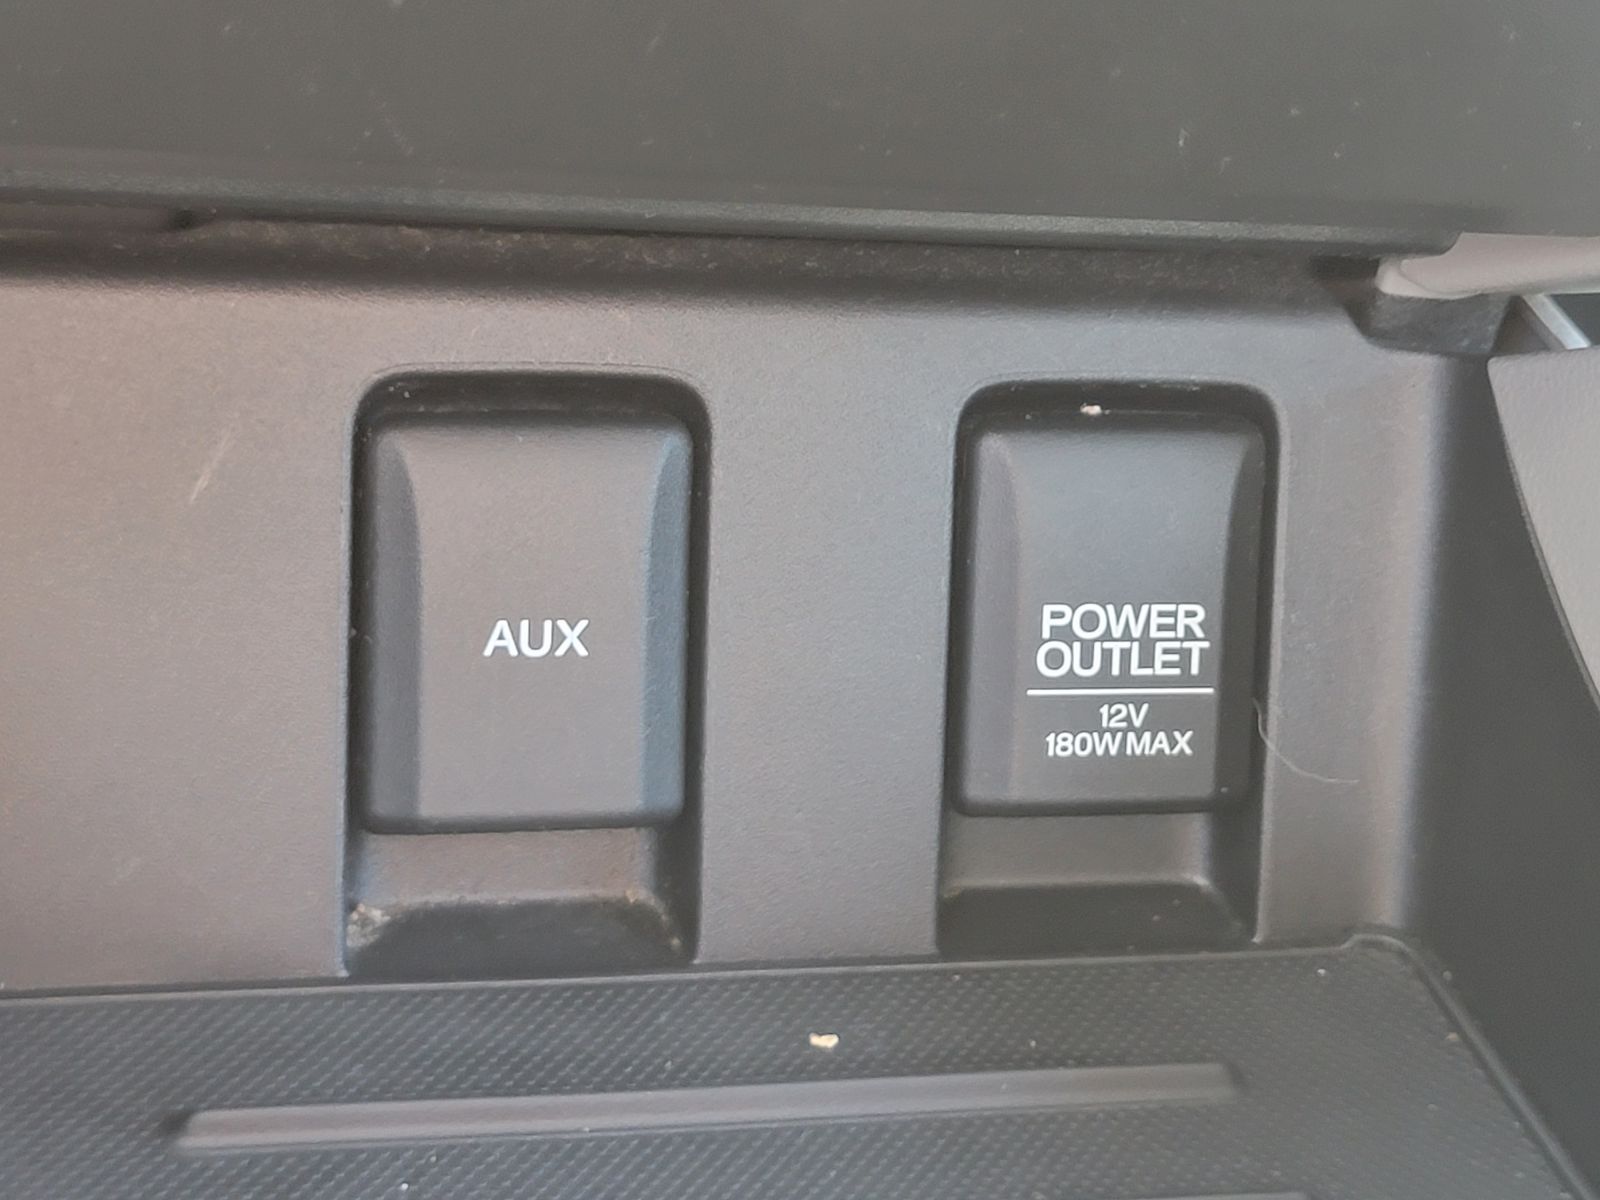 AUX
POWER
OUTLET
12V
180W MAX